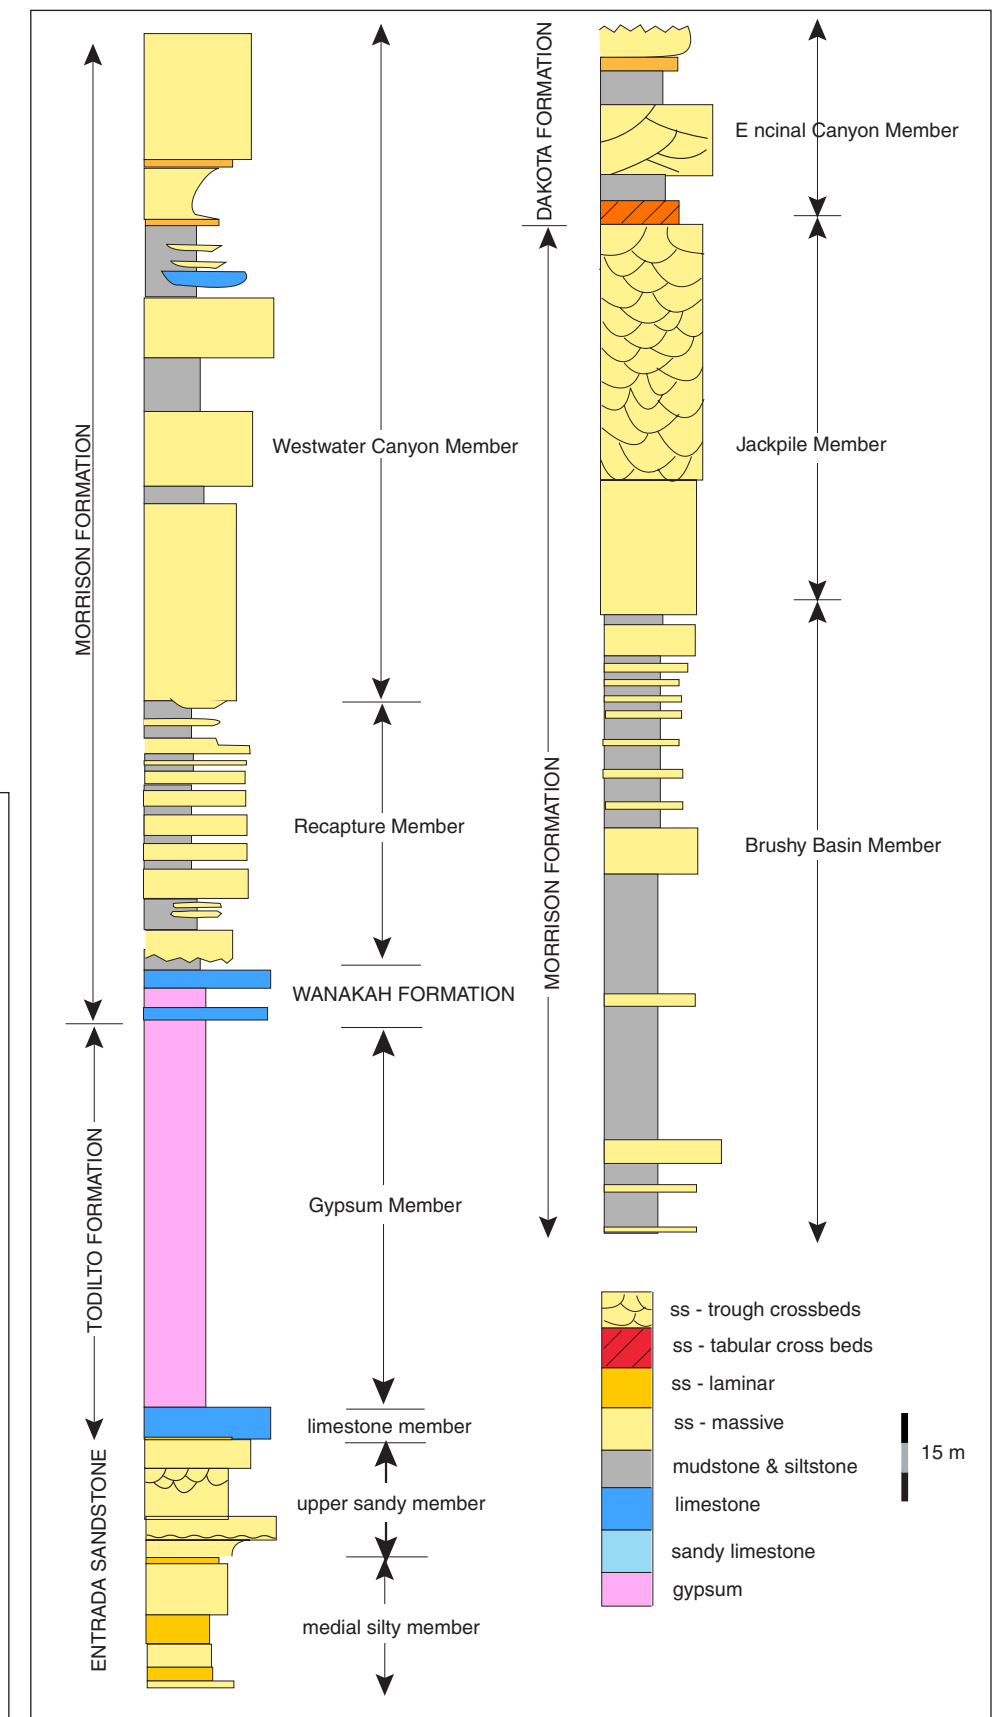 MORRISON FORMATION
TODILTO FORMATION
ENTRADA SANDSTONE
Westwater Canyon Member
Recapture Member
WANAKAH FORMATION
Gypsum Member
limestone member
upper sandy member
medial silty member
DAKOTA FORMATION
MORRISON FORMATION
E ncinal Canyon Member
Jackpile Member
Brushy Basin Member
ss - trough crossbeds
ss - tabular cross beds
ss - laminar
ss - massive
mudstone & siltstone
limestone
sandy limestone
gypsum
15 m